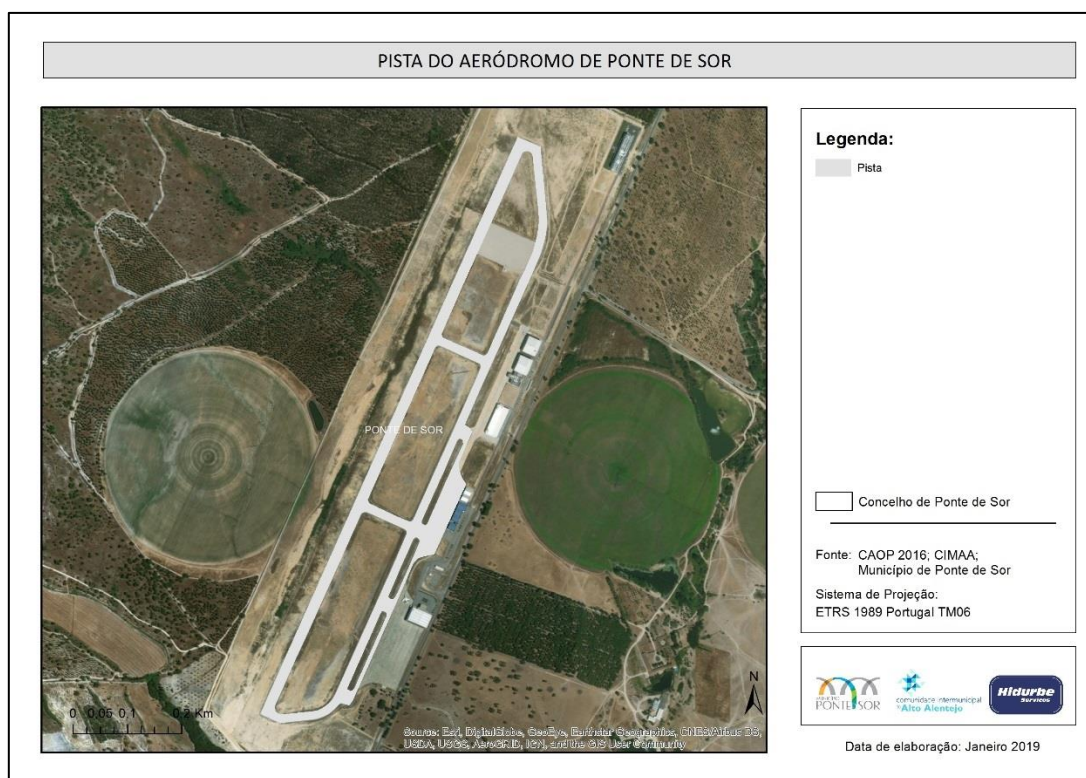 PISTA DO AERÓDROMO DE PONTE DE SOR
PONTE DE SOR
0 0,05 0,1 0,2 Km
N
Source: Esri, DigitalGlobe, GeoEye, Earthstar Geographics, CNES/Airbus DS,
USDA, USGS, AeroGRID, IGN, and the GIS User Community
Legenda:
Pista
Concelho de Ponte de Sor
Fonte: CAOP 2016; CIMAA;
Município de Ponte de Sor
Sistema de Projeção:
ETRS 1989 Portugal TM06
MUNICÍPIO
PONTE SOR
comunidade intermunicipal
Alto Alentejo
Hidurbe
Serviços
Data de elaboração: Janeiro 2019